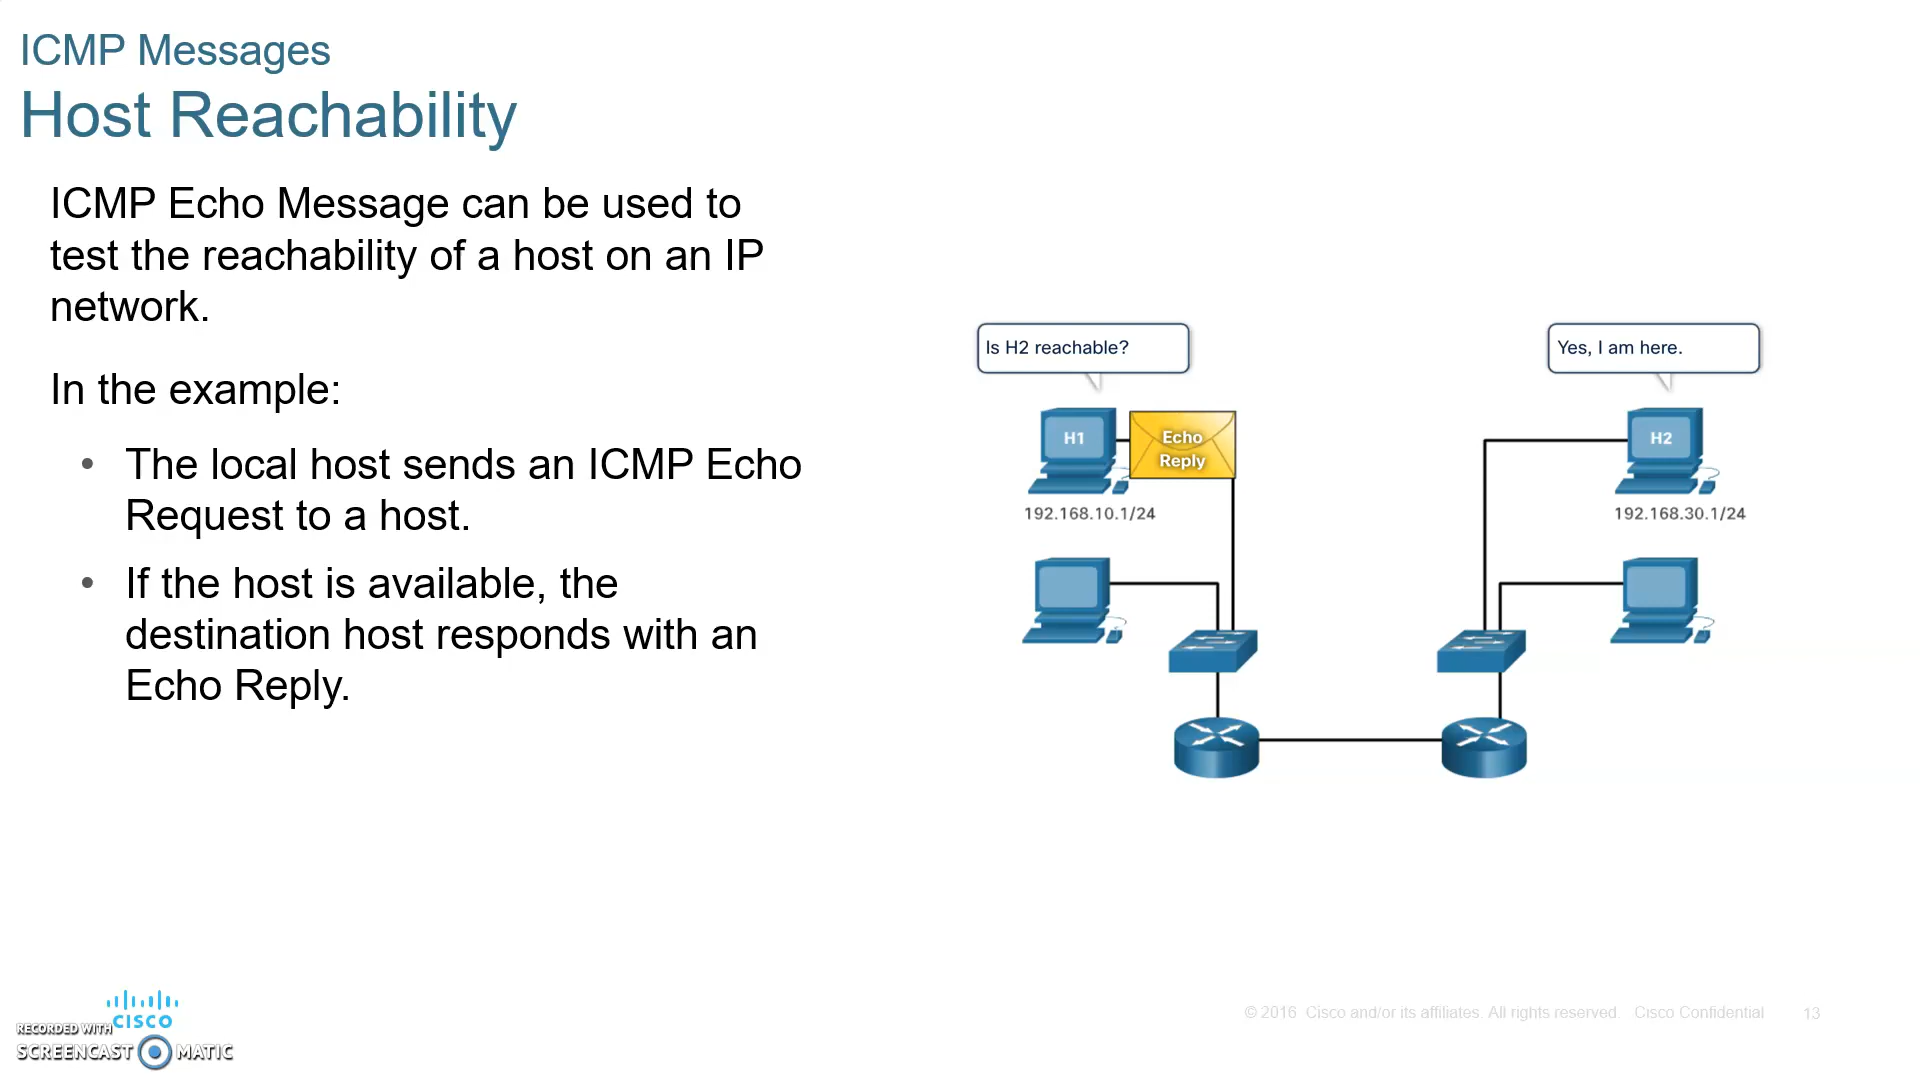 ICMP Messages
Host Reachability
ICMP Echo Message can be used to
test the reachability of a host on an IP
network.
In the example:
• The local host sends an ICMP Echo
Request to a host.
• If the host is available, the
destination host responds with an
Echo Reply.
Is H2 reachable?
Yes, I am here.
H1
Echo
Reply
H2
192.168.10.1/24
192.168.30.1/24
CISCO
RECORDED WITH
SCREENCAST MATIC
© 2016 Cisco and/or its affiliates. All rights reserved. Cisco Confidential
13